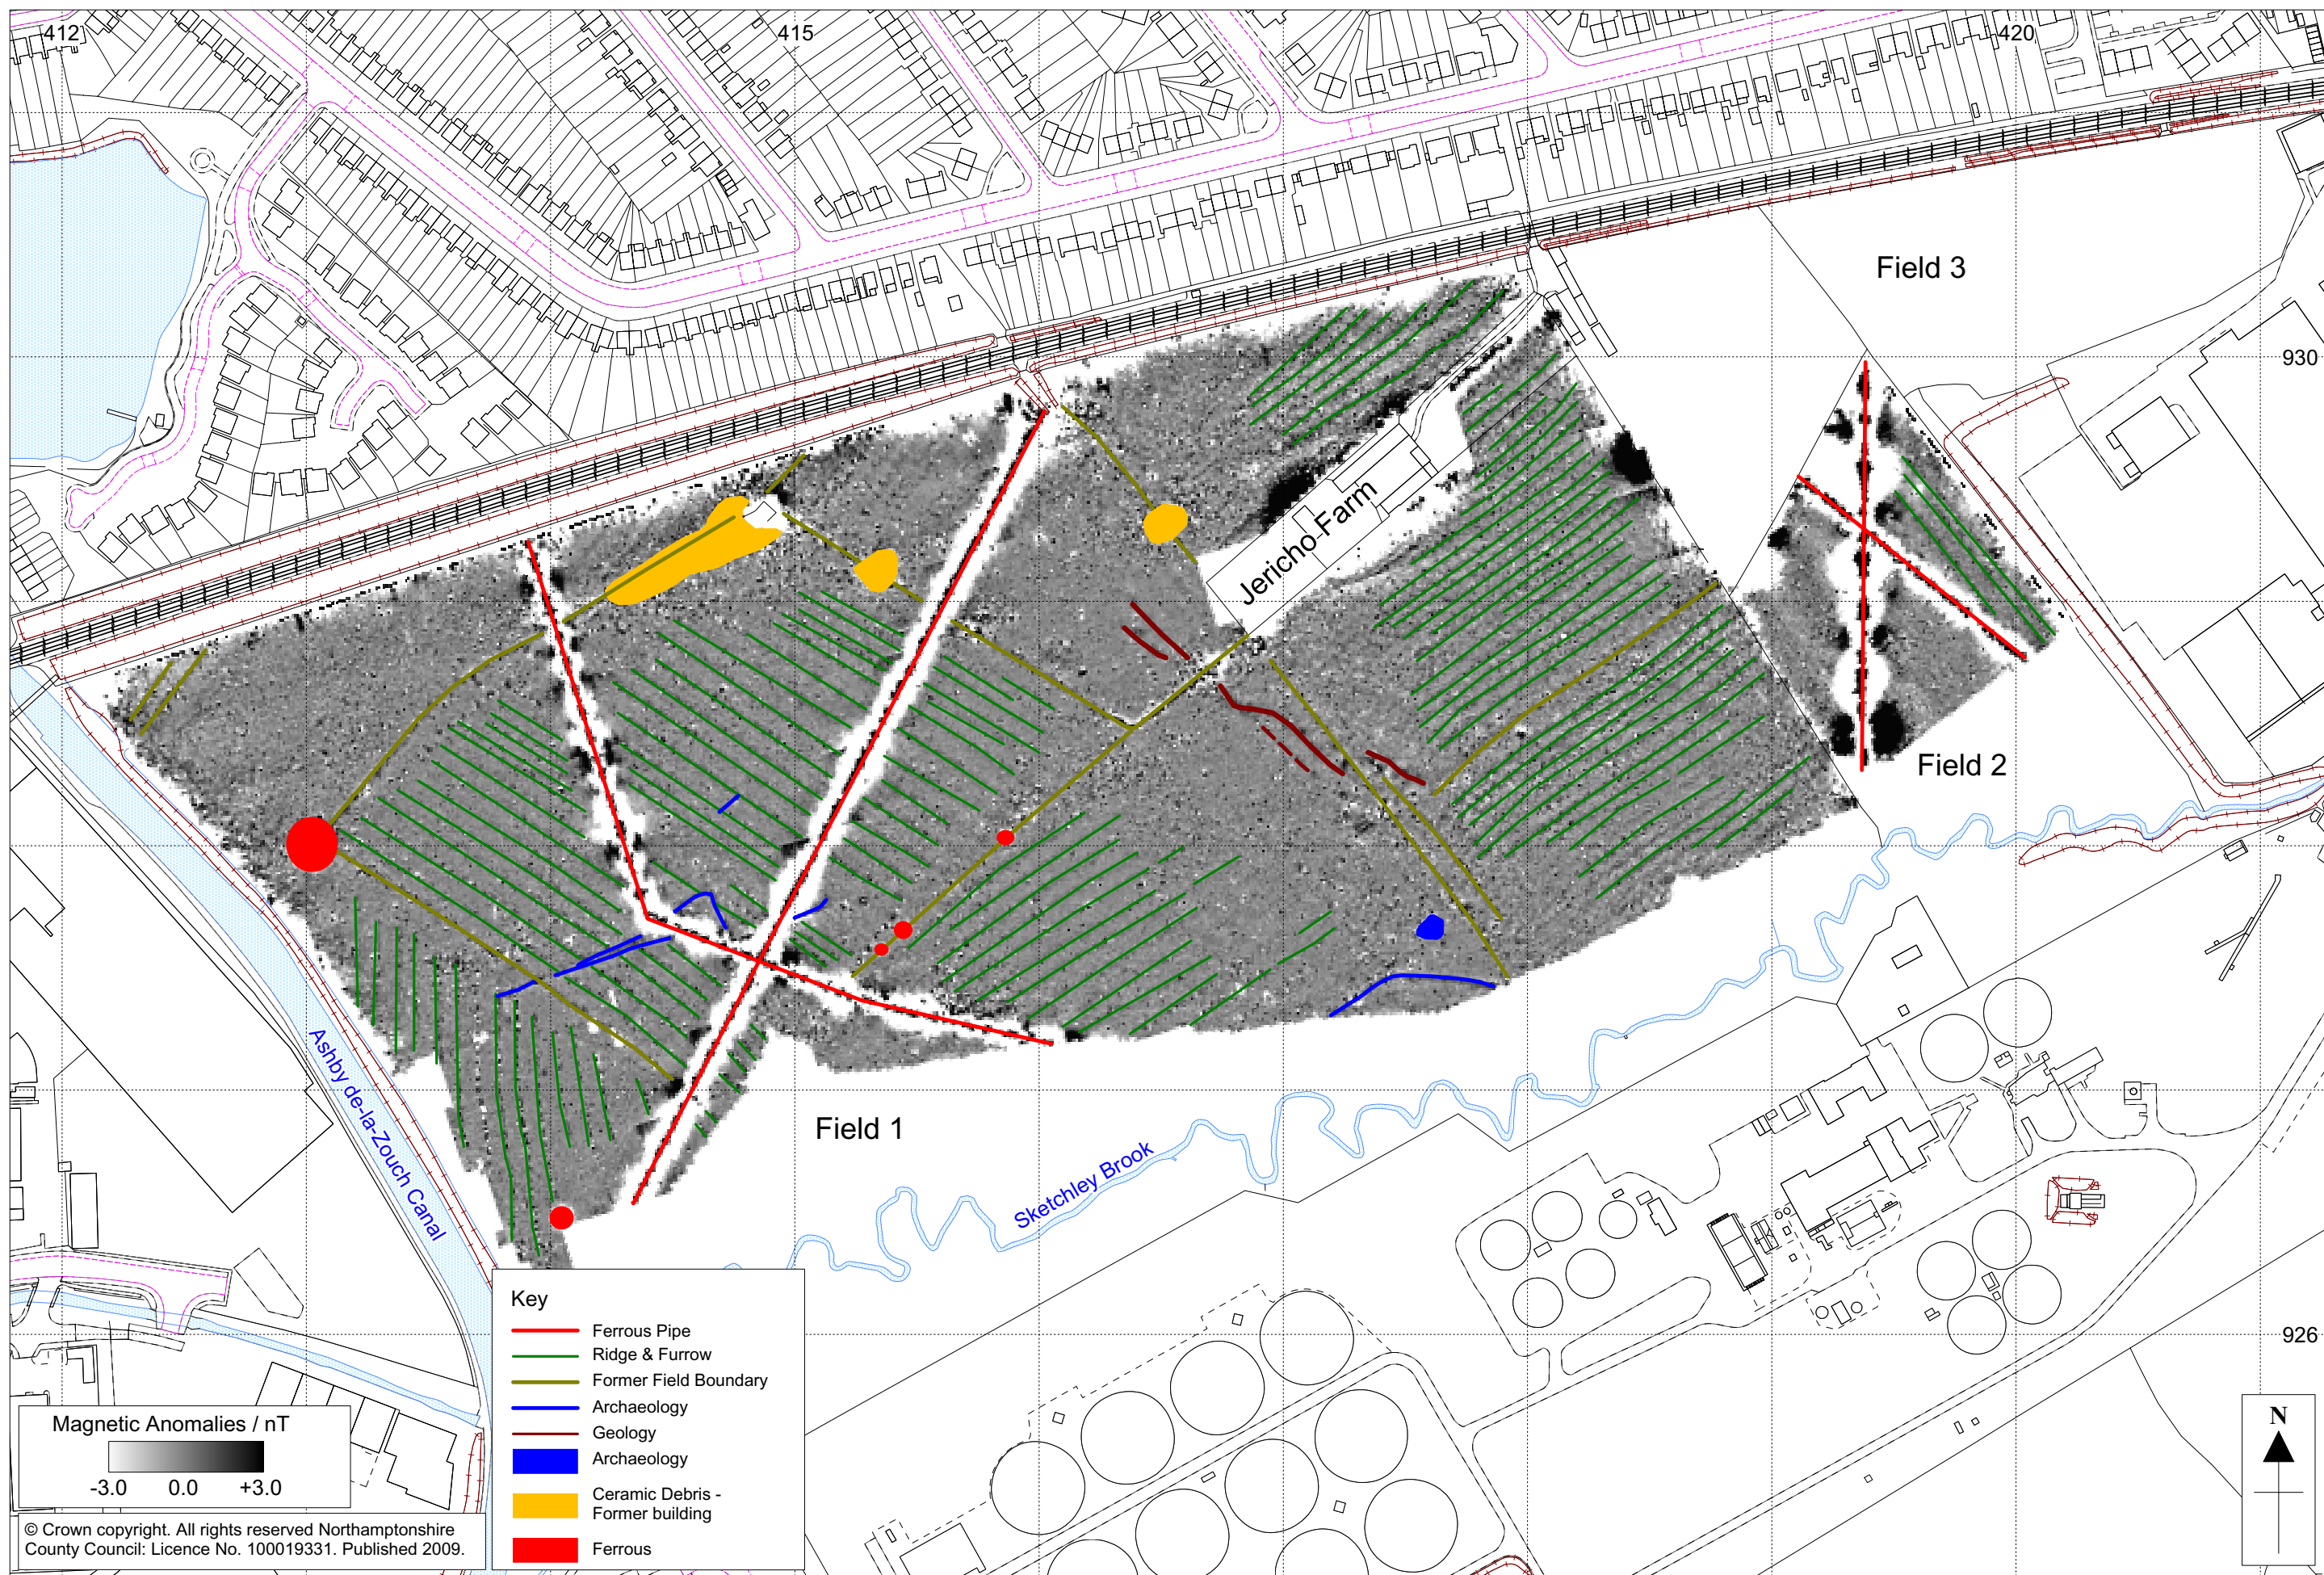 412
415
420
Field 3
930
Jericho Farm
Field 2
Field 1
Ashby de-la-Zouch Canal
Sketchley Brook
926
Key
Ferrous Pipe
Ridge & Furrow
Former Field Boundary
Archaeology
Geology
Archaeology
Ceramic Debris -
Former building
Ferrous
Magnetic Anomalies / nT
-3.0 0.0 +3.0
© Crown copyright. All rights reserved Northamptonshire
County Council: Licence No. 100019331. Published 2009.
N